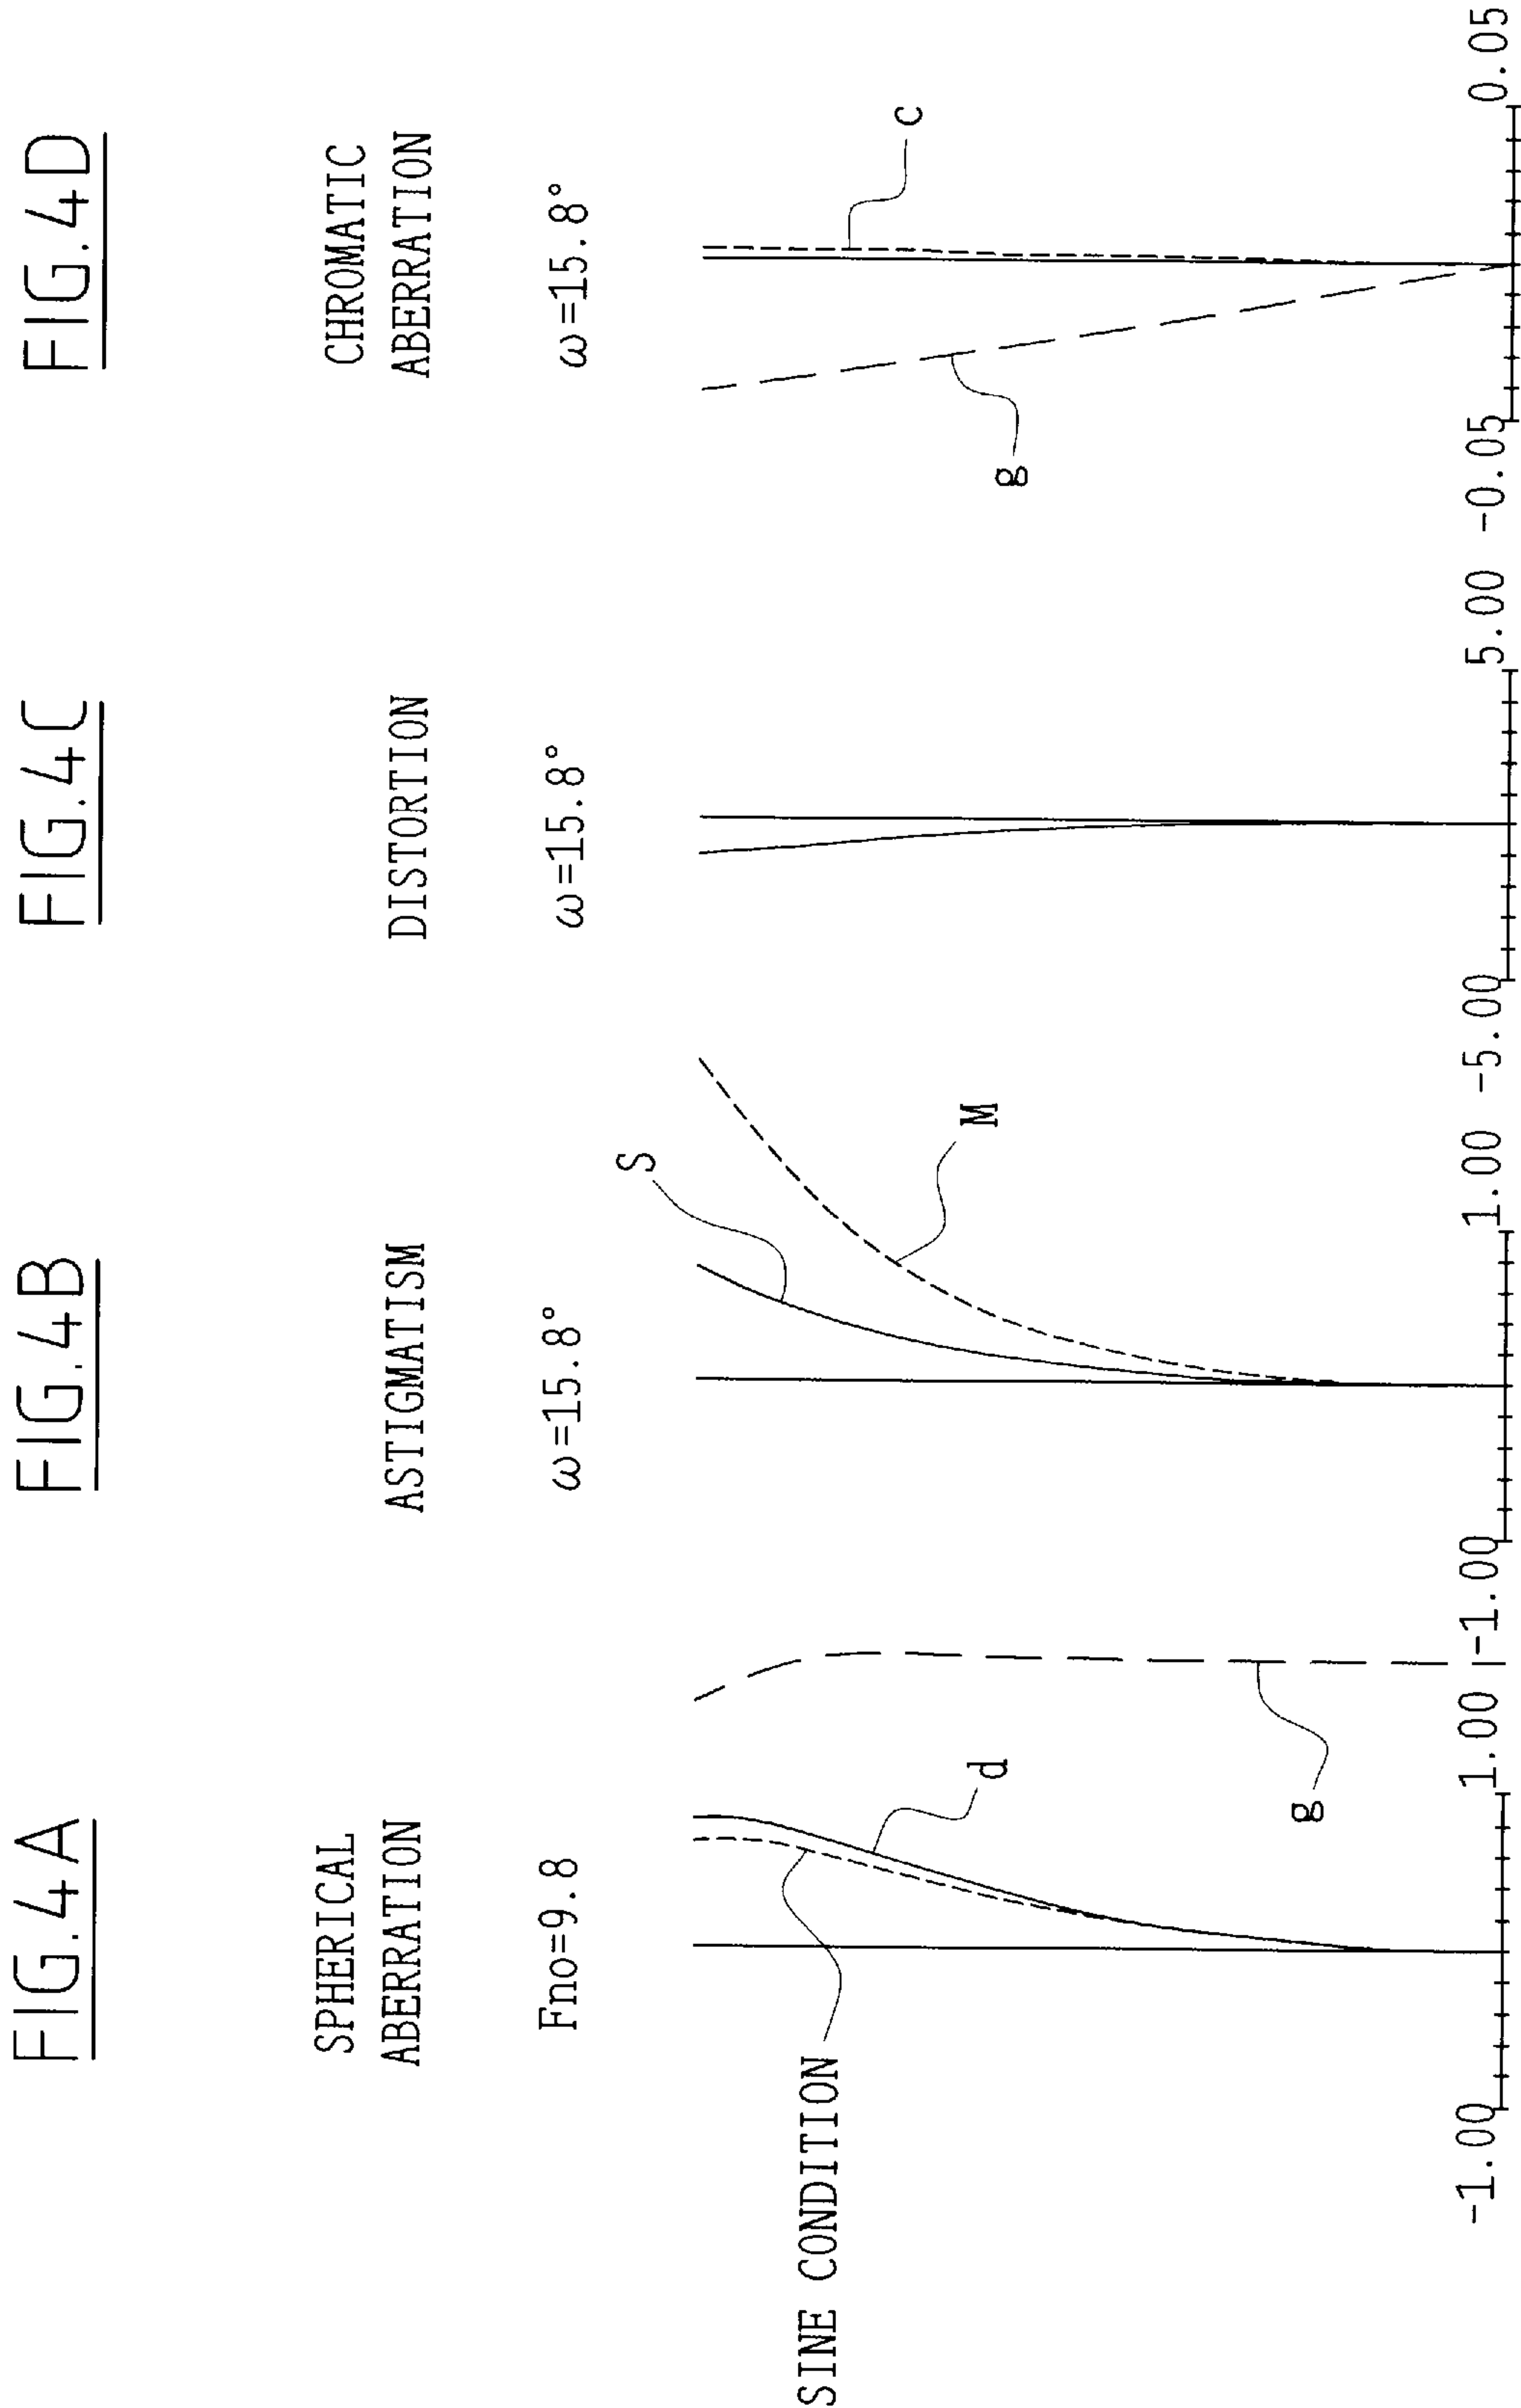 FIG.4A
SPHERICAL
ABERRATION
Fno=9.8
SINE CONDITION
d
g
-1.00
1.00
FIG.4B
ASTIGMATISM
ω=15.8°
S
M
-1.00
1.00
FIG.4C
DISTORTION
ω=15.8°
-5.00
5.00
FIG.4D
CHROMATIC
ABERRATION
ω=15.8°
C
g
-0.05
0.05